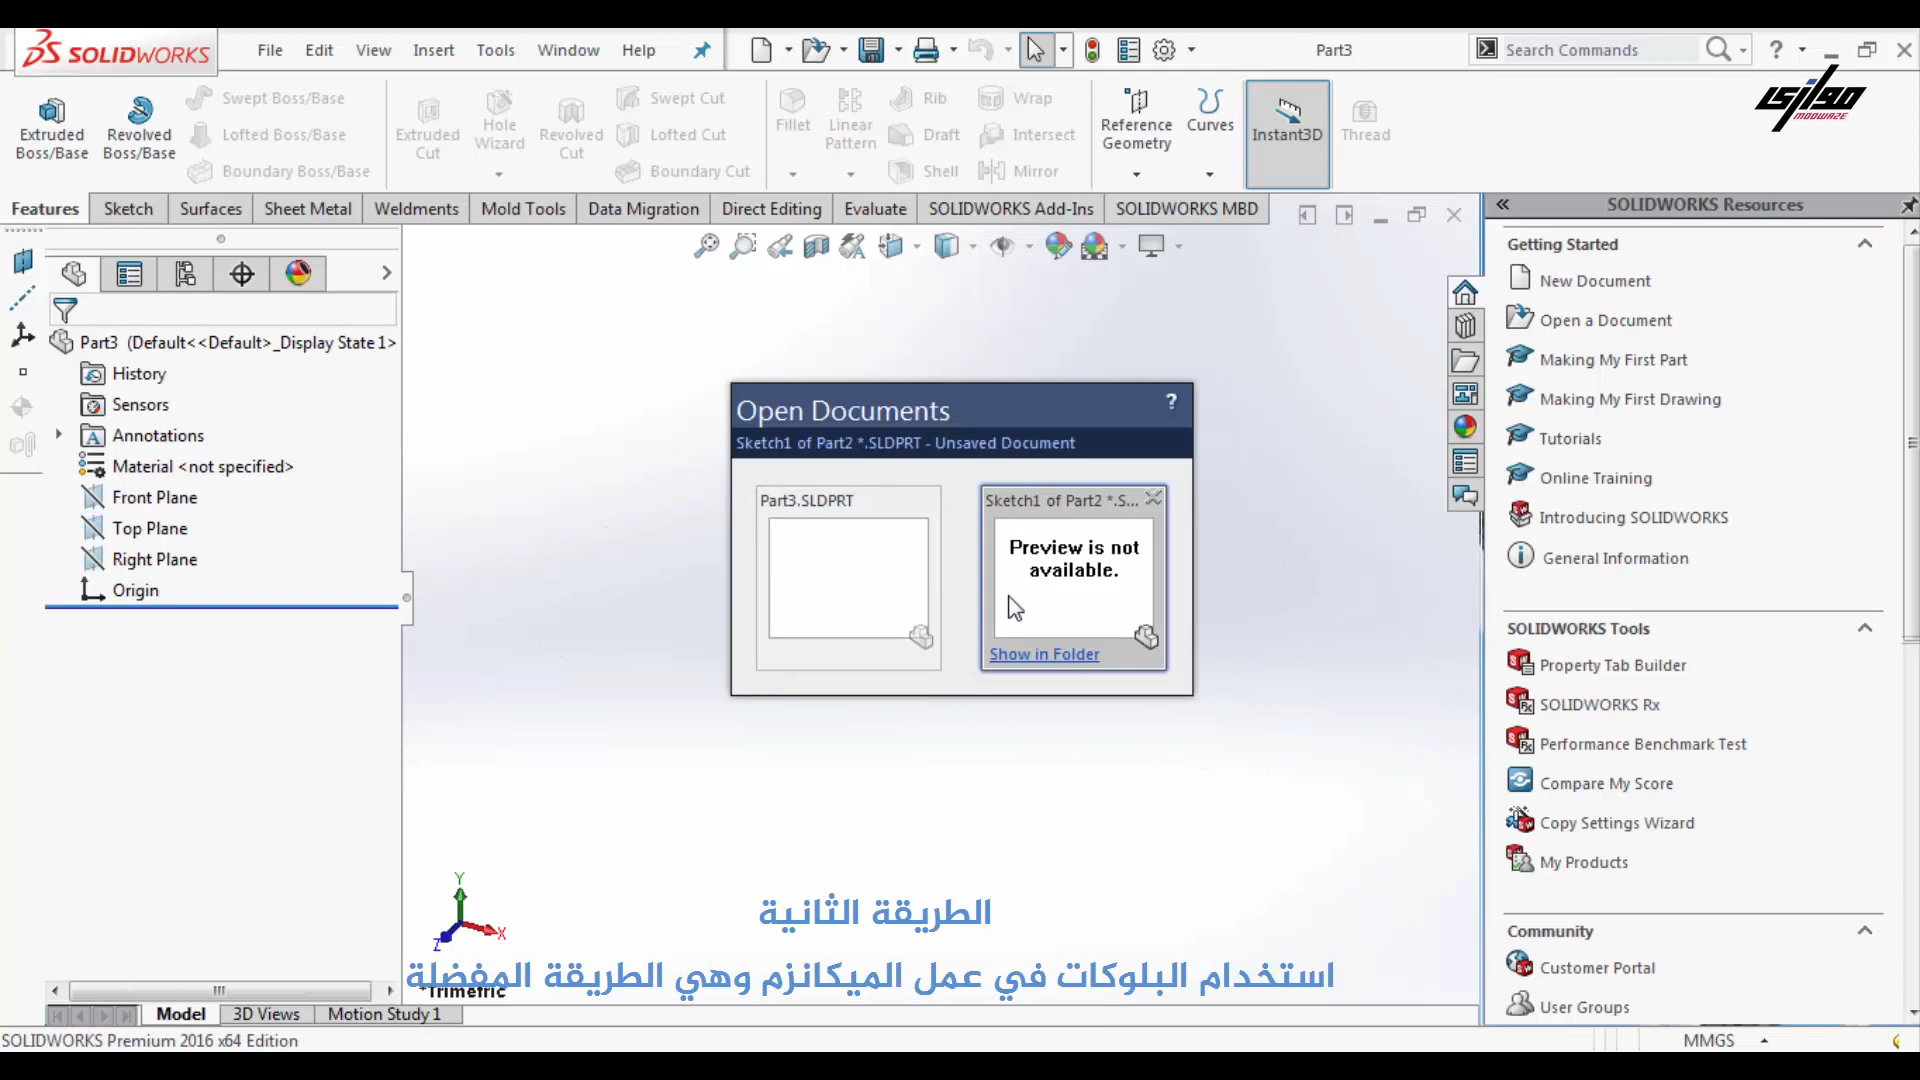 SOLIDWORKS
File Edit View Insert Tools Window Help
Part3
Search Commands
?
موازى
MOOWAZE
Extruded Boss/Base
Revolved Boss/Base
Swept Boss/Base
Lofted Boss/Base
Boundary Boss/Base
Extruded Cut
Hole Wizard
Revolved Cut
Swept Cut
Lofted Cut
Boundary Cut
Fillet
Linear Pattern
Rib
Draft
Shell
Wrap
Intersect
Mirror
Reference Geometry
Curves
Instant3D
Thread
Features Sketch Surfaces Sheet Metal Weldments Mold Tools Data Migration Direct Editing Evaluate SOLIDWORKS Add-Ins SOLIDWORKS MBD
Part3 (Default<<Default>_Display State 1>
History
Sensors
Annotations
Material <not specified>
Front Plane
Top Plane
Right Plane
Origin
Open Documents
?
Sketch1 of Part2 *.SLDPRT - Unsaved Document
Part3.SLDPRT
Sketch1 of Part2 *.S...
Preview is not
available.
Show in Folder
SOLIDWORKS Resources
Getting Started
New Document
Open a Document
Making My First Part
Making My First Drawing
Tutorials
Online Training
Introducing SOLIDWORKS
General Information
SOLIDWORKS Tools
Property Tab Builder
SOLIDWORKS Rx
Performance Benchmark Test
Compare My Score
Copy Settings Wizard
My Products
Community
Customer Portal
User Groups
Y
X
Z
الطريقة الثانية
استخدام البلوكات في عمل الميكانزم وهي الطريقة المفضلة
*Trimetric
Model 3D Views Motion Study 1
SOLIDWORKS Premium 2016 x64 Edition
MMGS